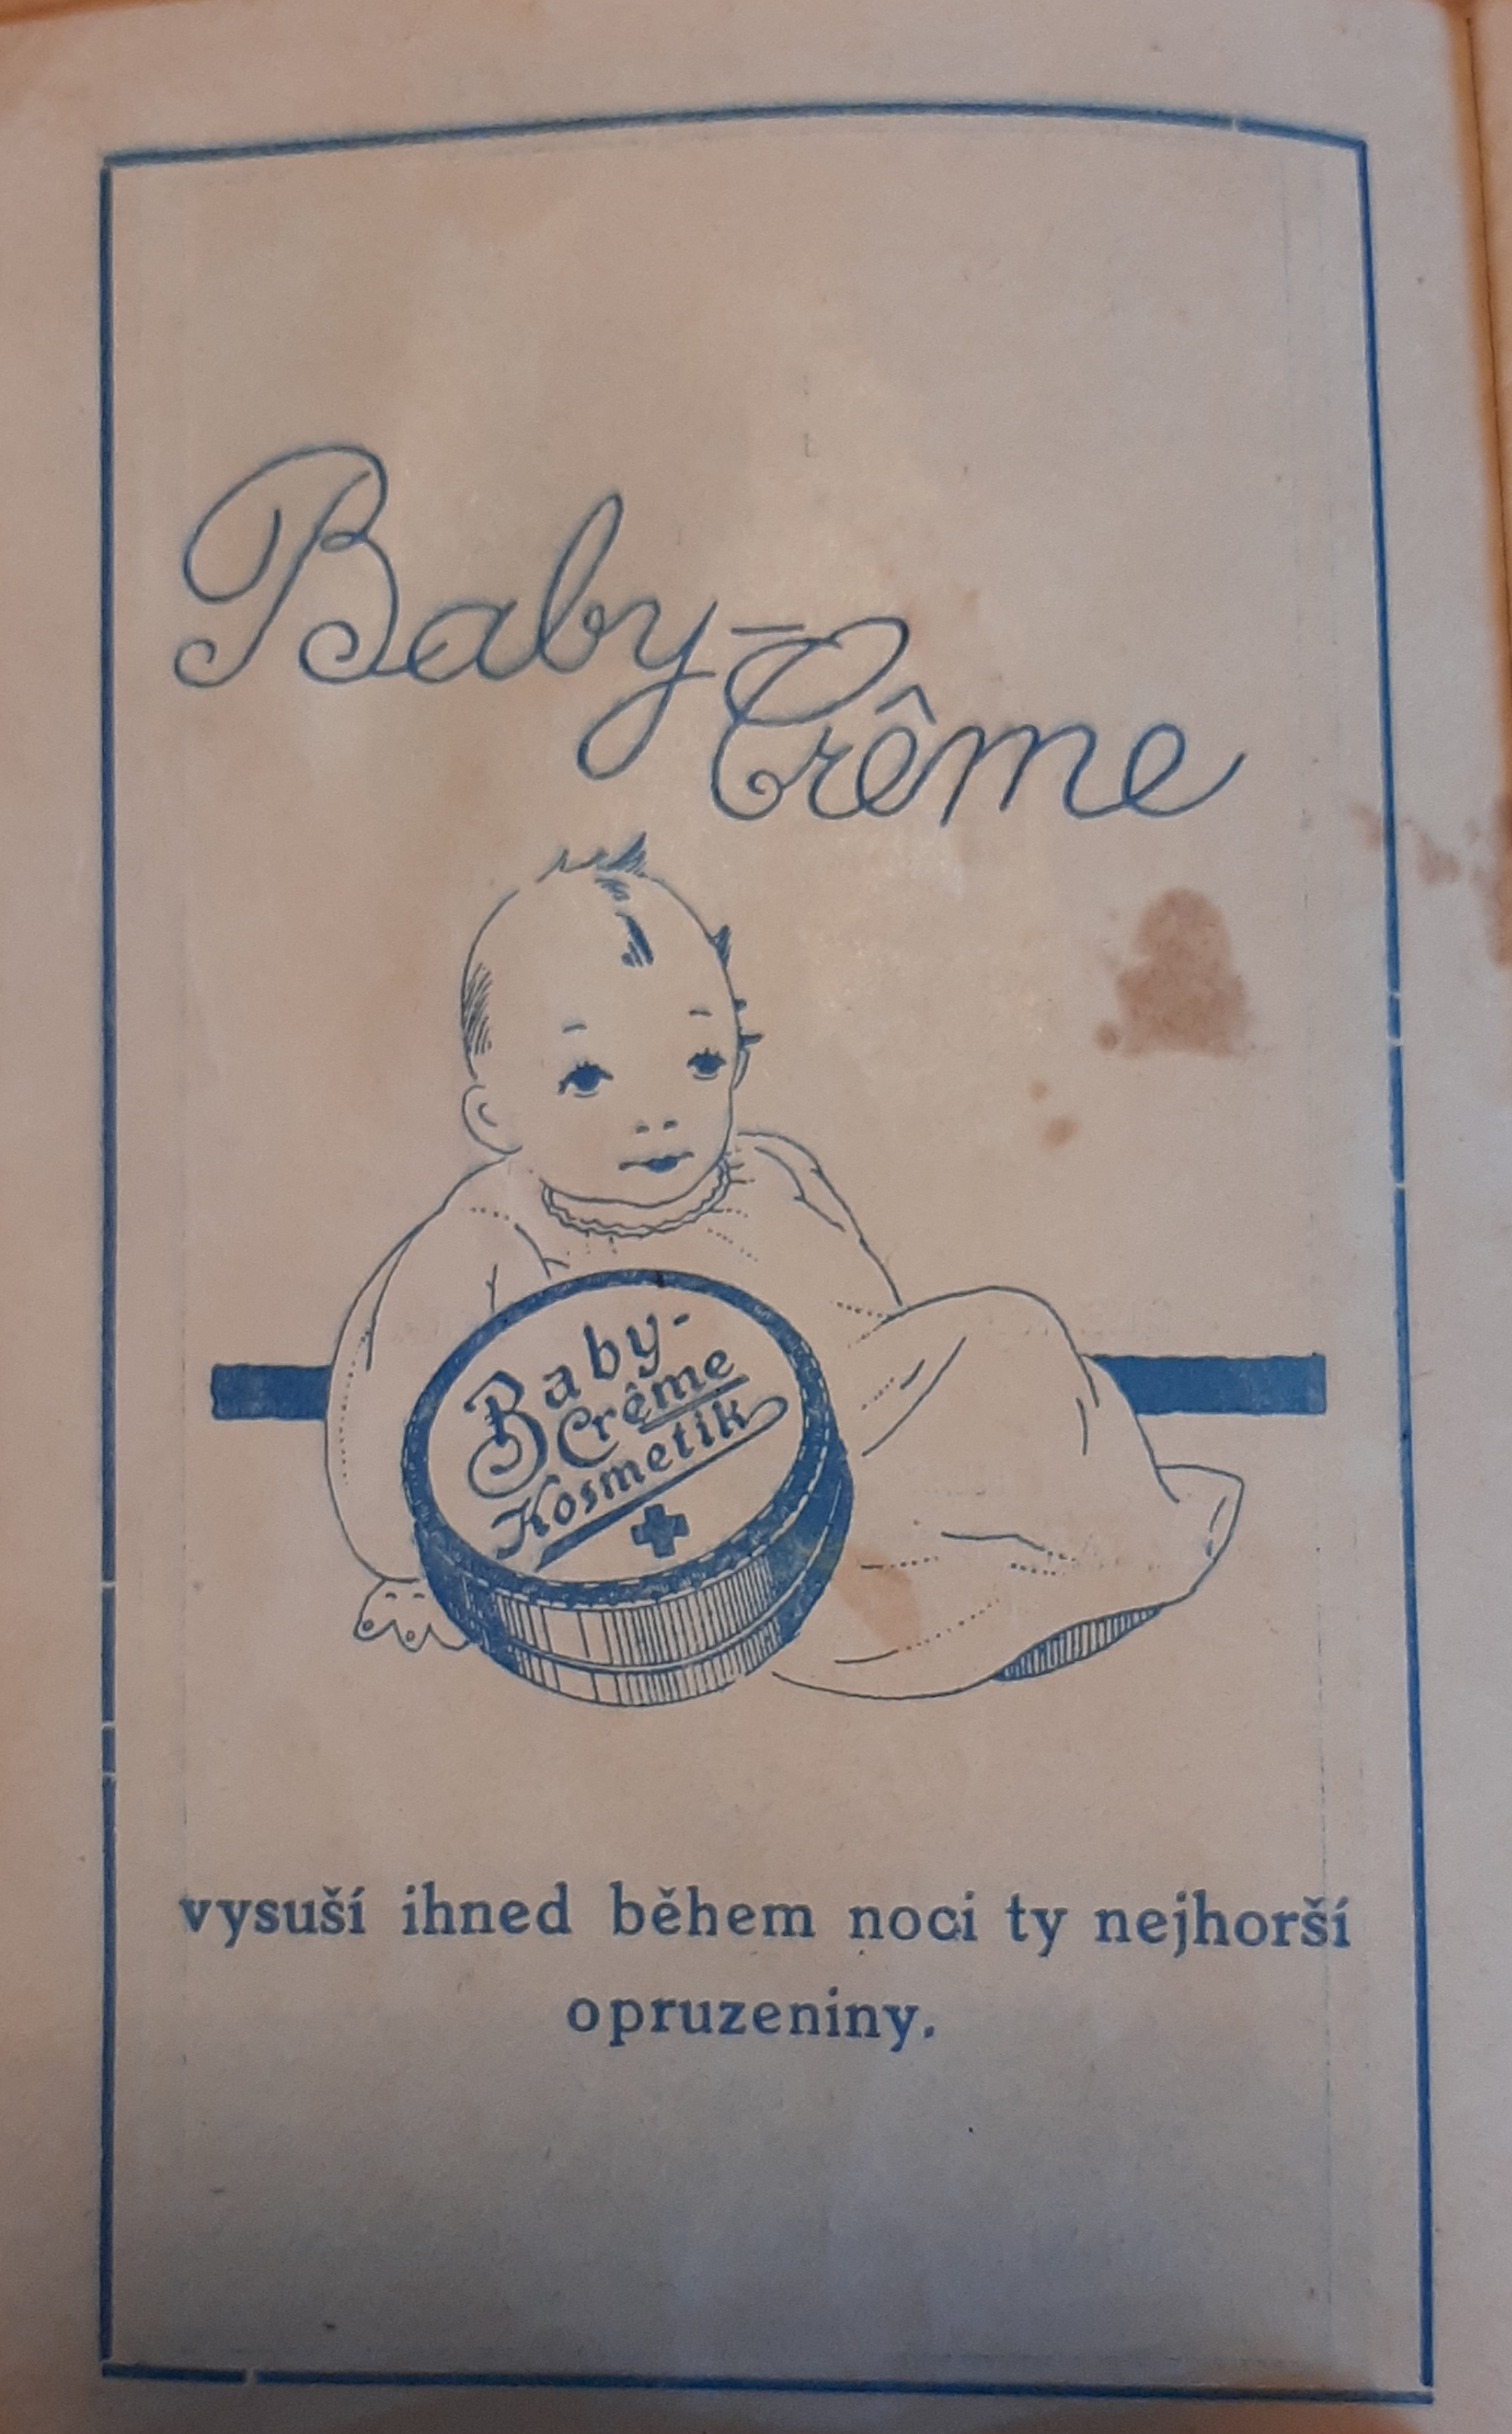 Baby-
Crême
Baby-
Crême
Kosmetik
vysuší ihned během noci ty nejhorší
opruzeniny.